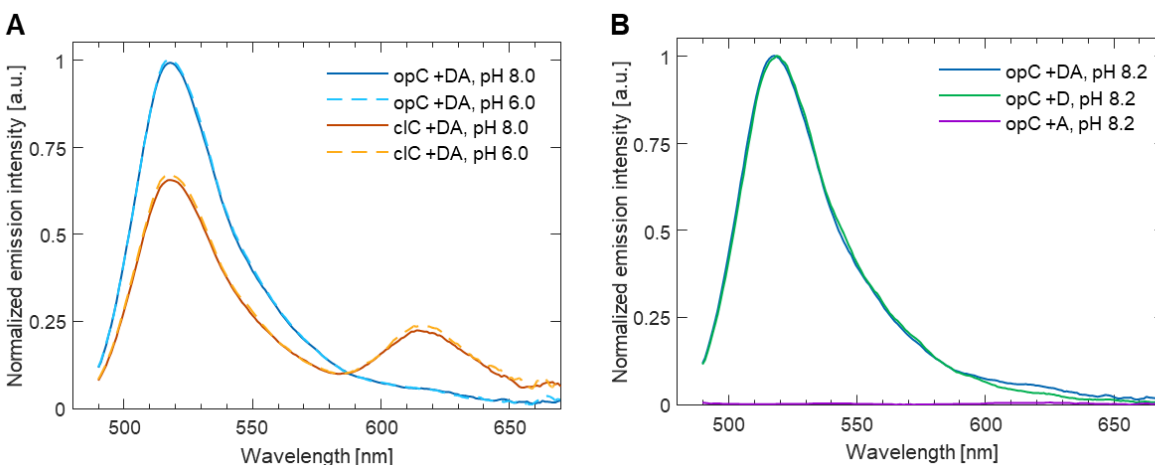 A
Normalized emission intensity [a.u.]
1
0.75
0.5
0.25
0
500
550
600
650
Wavelength [nm]
opC +DA, pH 8.0
opC +DA, pH 6.0
clC +DA, pH 8.0
clC +DA, pH 6.0
B
Normalized emission intensity [a.u.]
1
0.75
0.5
0.25
0
500
550
600
650
Wavelength [nm]
opC +DA, pH 8.2
opC +D, pH 8.2
opC +A, pH 8.2